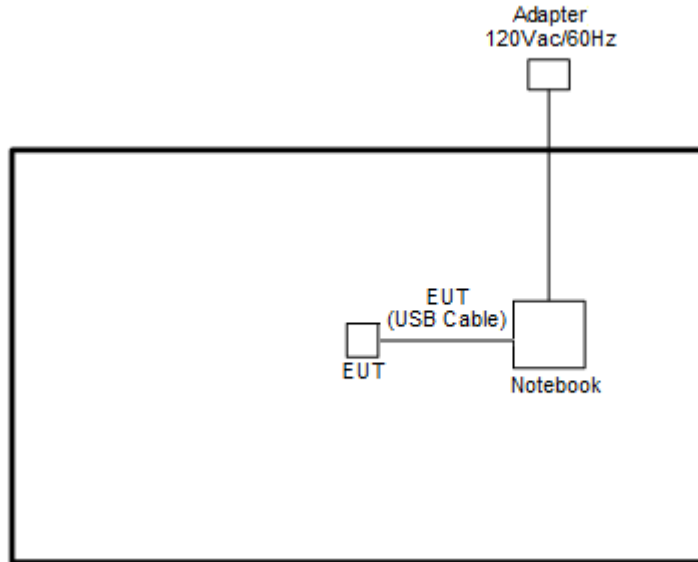 Adapter
120Vac/60Hz
EUT
(USB Cable)
EUT
Notebook